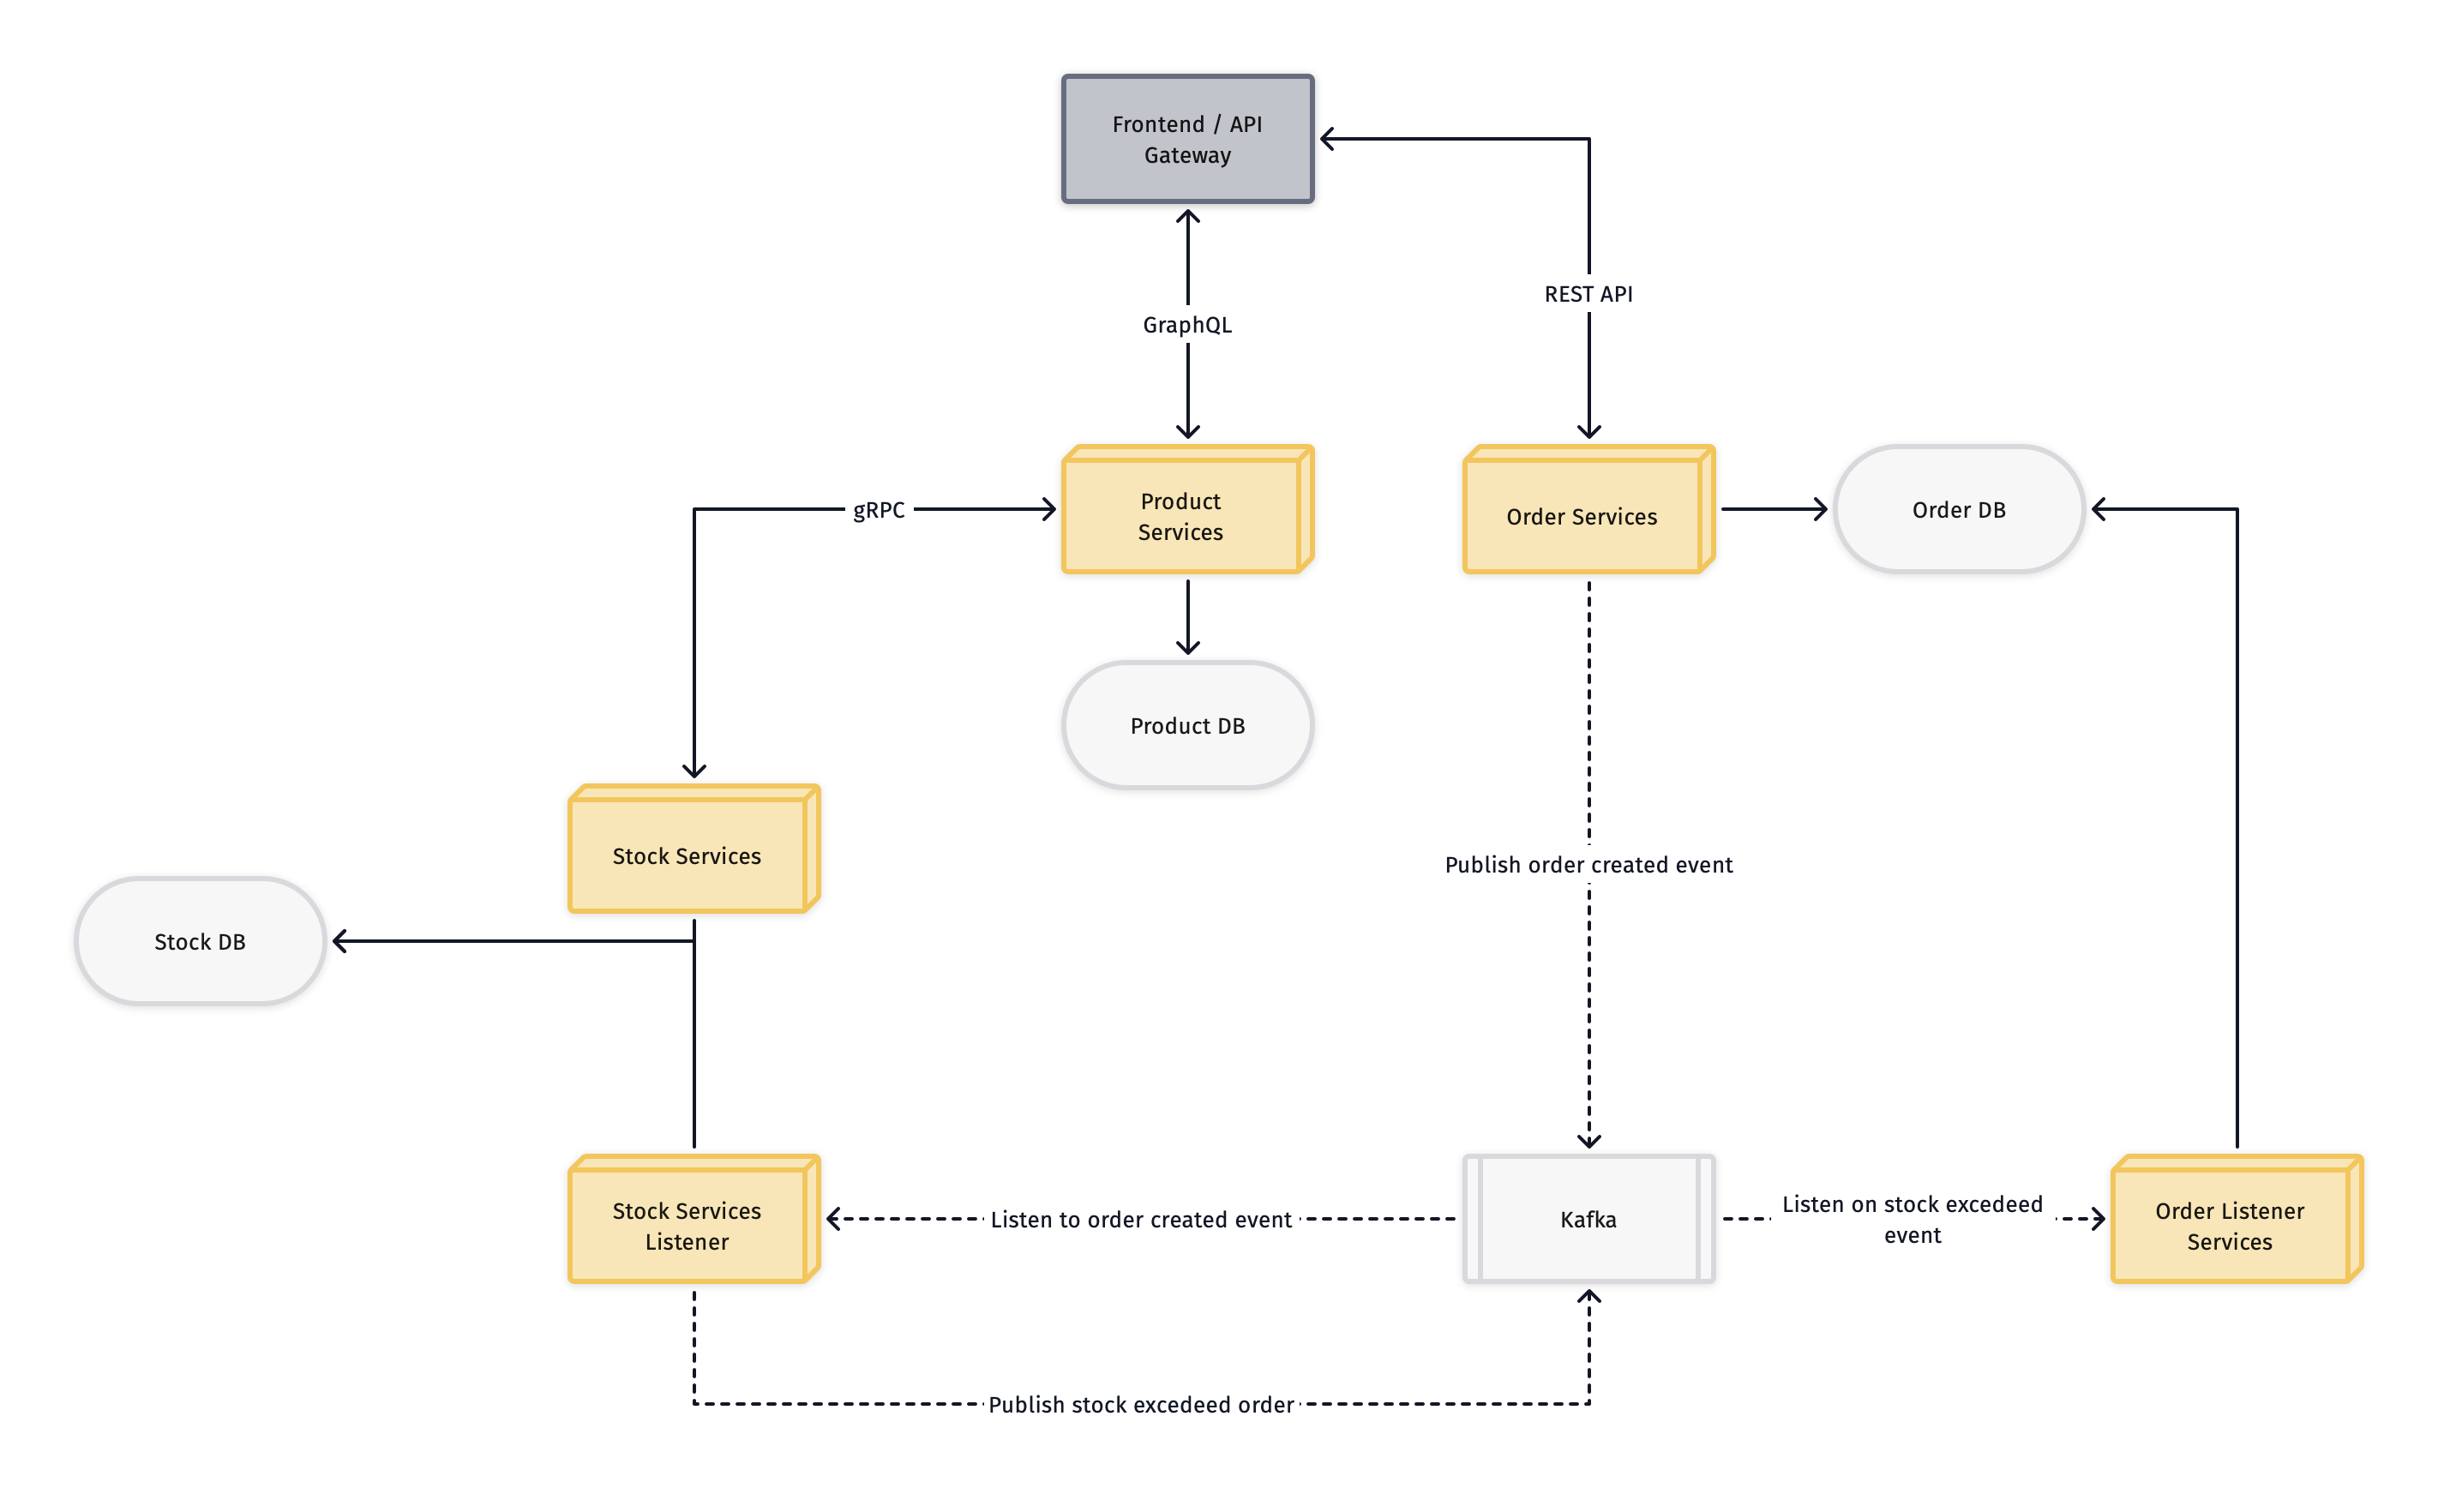 Frontend / API
Gateway
REST API
GraphQL
gRPC
Product
Services
Order Services
Order DB
Product DB
Stock Services
Publish order created event
Stock DB
Stock Services
Listener
Listen to order created event
Kafka
Listen on stock excedeed
event
Order Listener
Services
Publish stock excedeed order